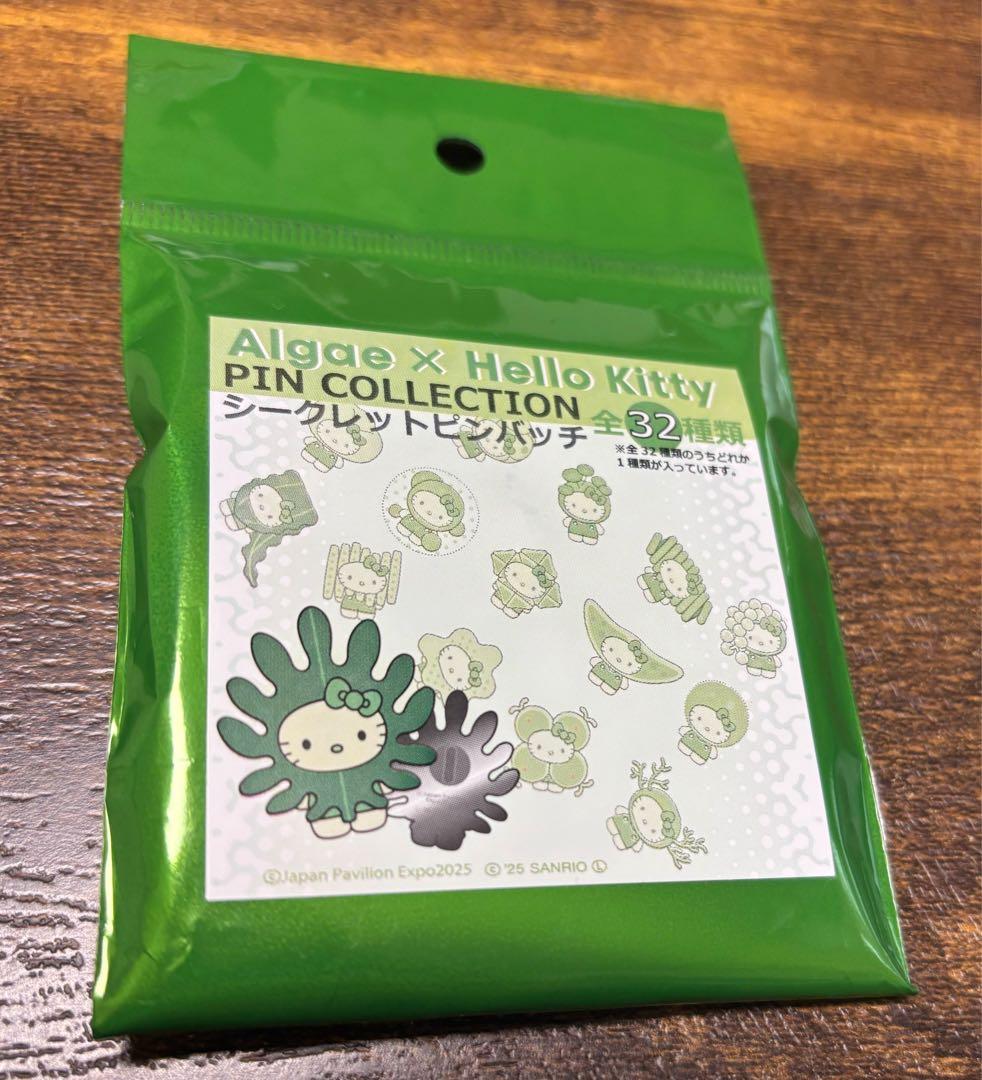 Algae × Hello Kitty
PIN COLLECTION
シークレットピンバッチ 全32種類
※全32種類のうちどれか
1種類が入っています。
©Japan Pavilion Expo2025 ©'25 SANRIO Ⓛ